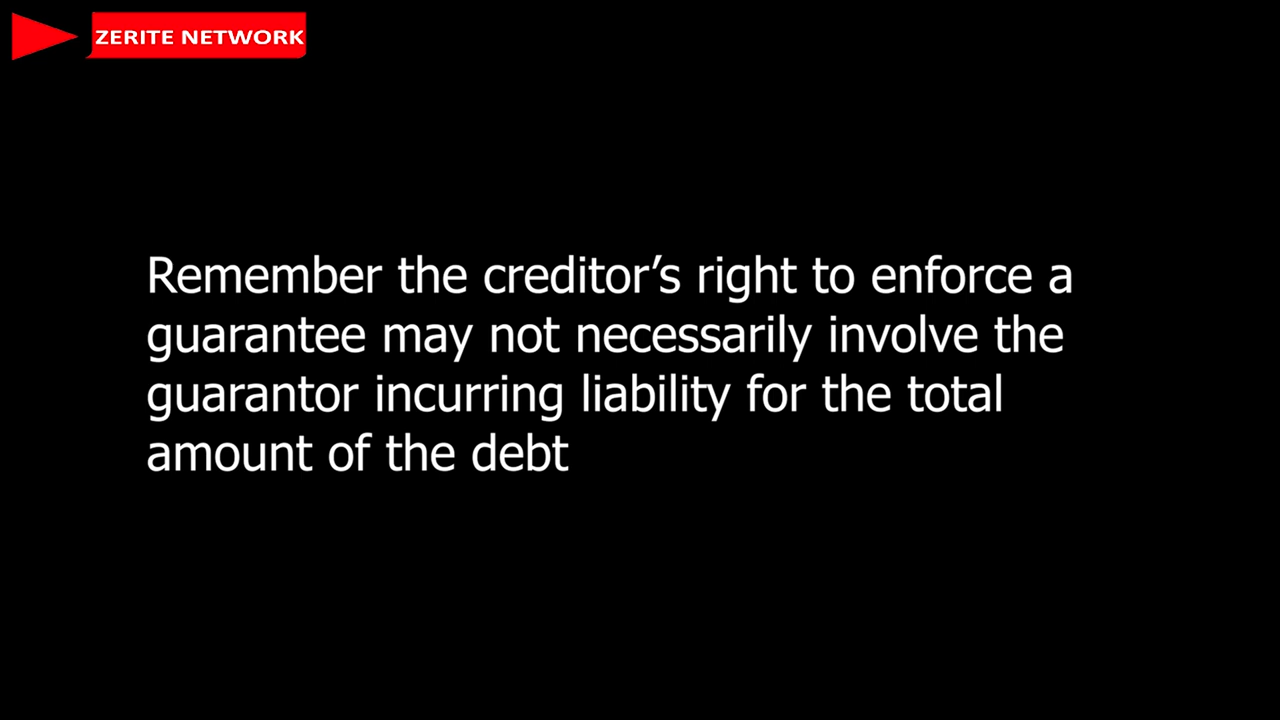 ZERITE NETWORK
Remember the creditor’s right to enforce a
guarantee may not necessarily involve the
guarantor incurring liability for the total
amount of the debt